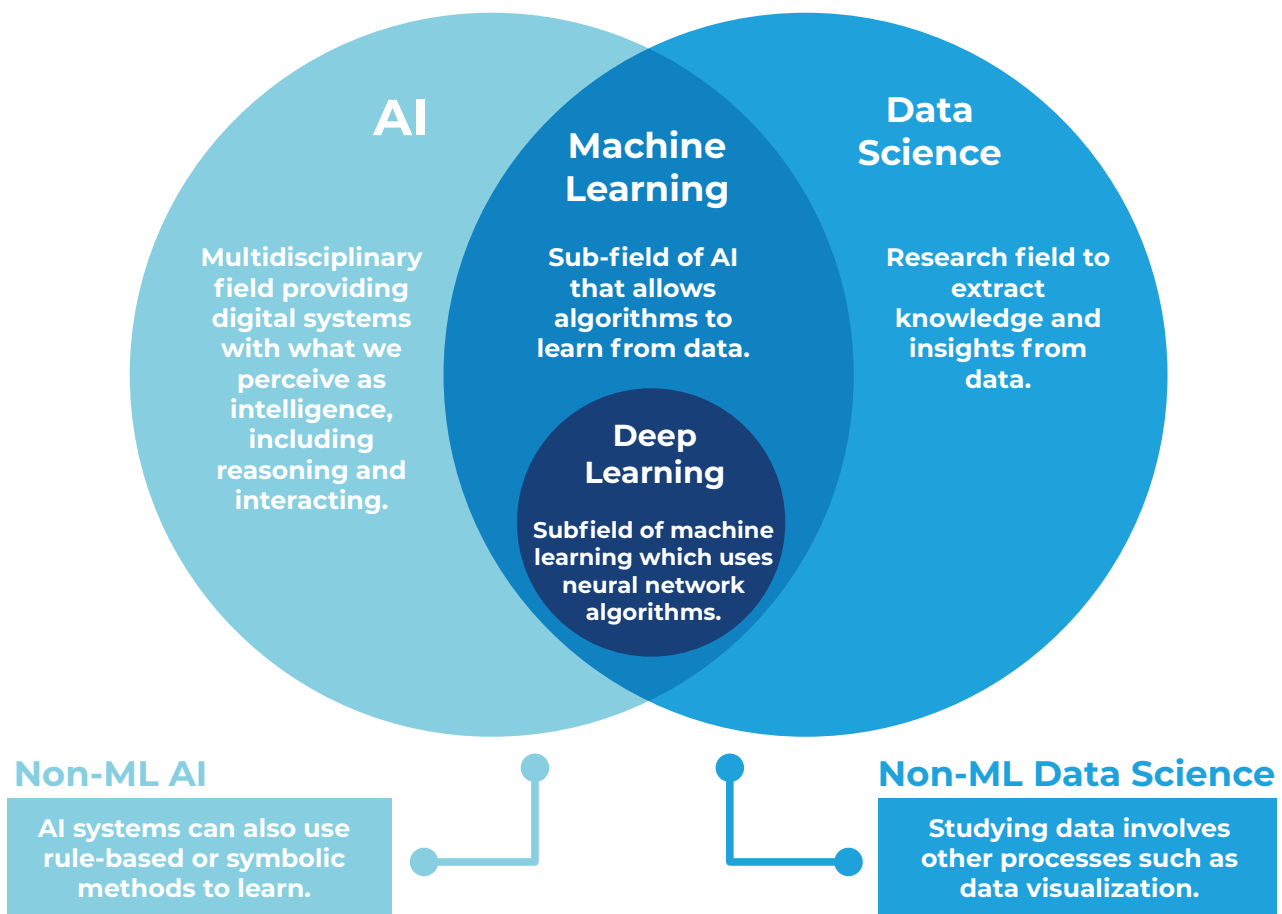 AI
Multidisciplinary
field providing
digital systems
with what we
perceive as
intelligence,
including
reasoning and
interacting.
Machine
Learning
Sub-field of AI
that allows
algorithms to
learn from data.
Deep
Learning
Subfield of machine
learning which uses
neural network
algorithms.
Data
Science
Research field to
extract
knowledge and
insights from
data.
Non-ML AI
AI systems can also use
rule-based or symbolic
methods to learn.
Non-ML Data Science
Studying data involves
other processes such as
data visualization.